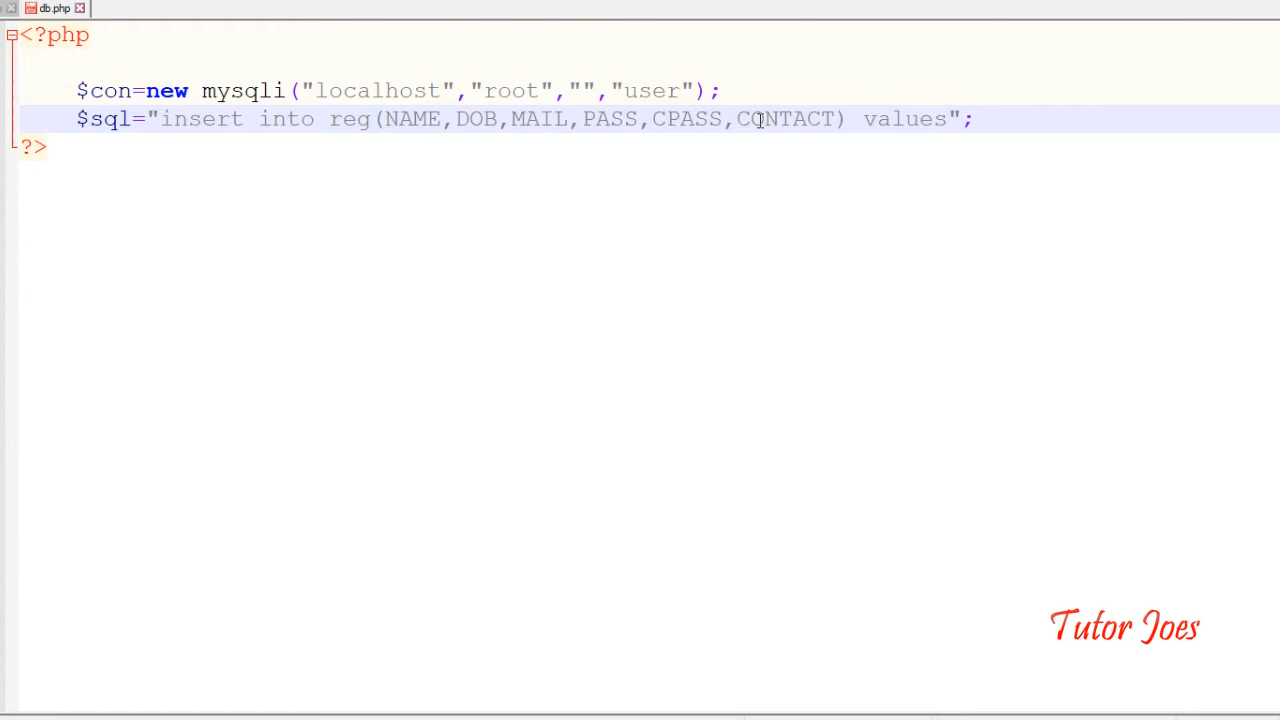 db.php
<?php
$con=new mysqli("localhost","root","","user");
$sql="insert into reg(NAME,DOB,MAIL,PASS,CPASS,CONTACT) values";
?>
Tutor Joes